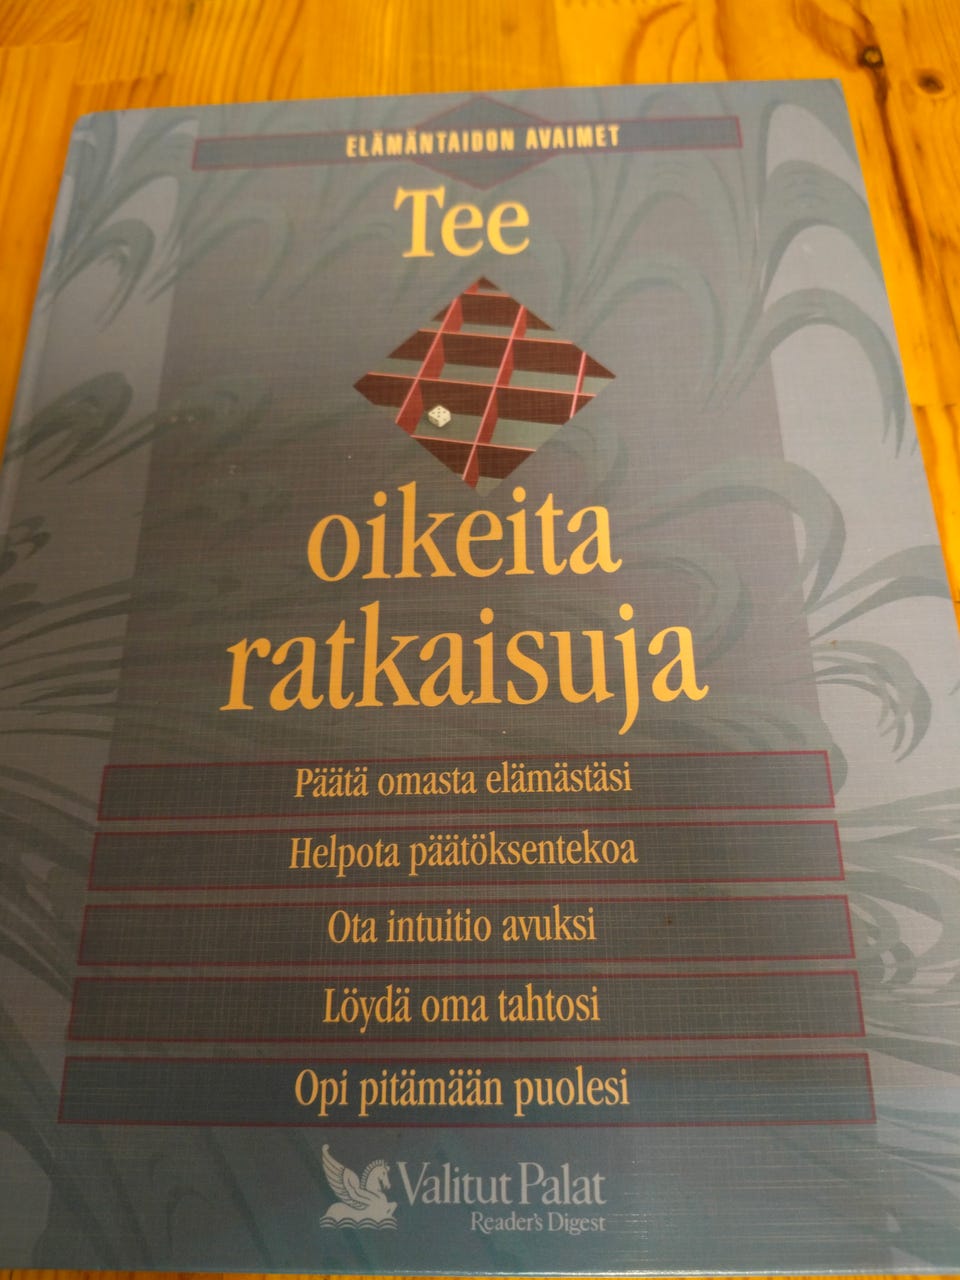 ELÄMÄNTAIDON AVAIMET
Tee
oikeita
ratkaisuja
Päätä omasta elämästäsi
Helpota päätöksentekoa
Ota intuitio avuksi
Löydä oma tahtosi
Opi pitämään puolesi
Valitut Palat
Reader's Digest